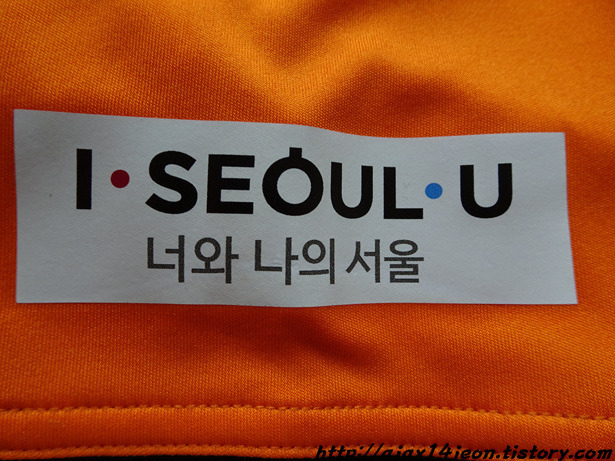 I·SEOUL·U
너와 나의 서울
http://ajax14jeon.tistory.com